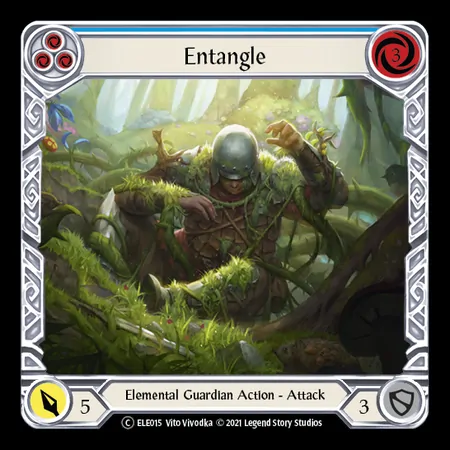 Entangle
3
Elemental Guardian Action - Attack
5
3
C ELE015 Vito Vivodka © 2021 Legend Story Studios